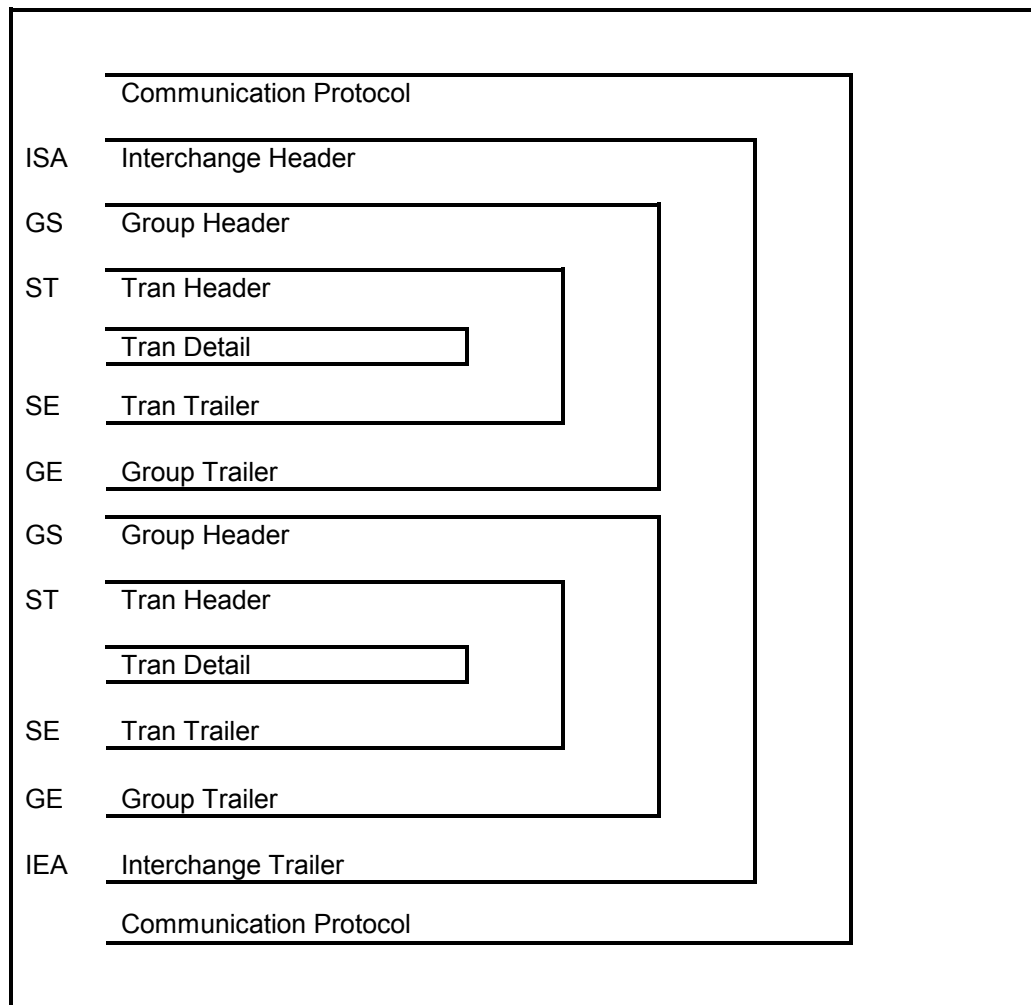 Communication Protocol
ISA Interchange Header
GS Group Header
ST Tran Header
Tran Detail
SE Tran Trailer
GE Group Trailer
GS Group Header
ST Tran Header
Tran Detail
SE Tran Trailer
GE Group Trailer
IEA Interchange Trailer
Communication Protocol